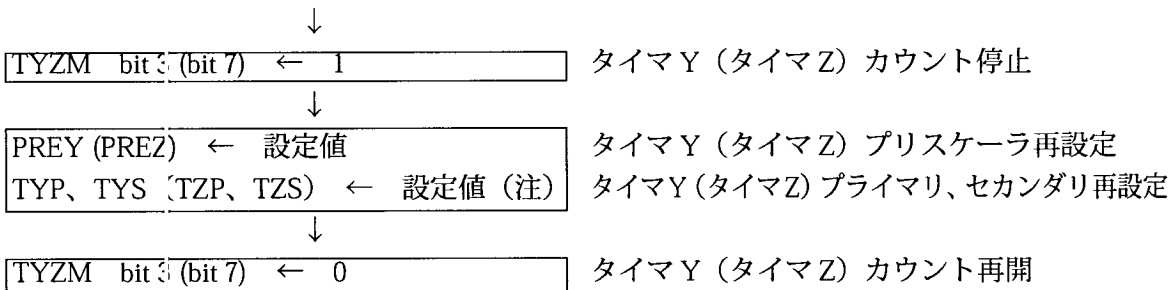 ↓
TYZM bit 3 (bit 7) ← 1 タイマY（タイマZ）カウント停止
↓
PREY (PREZ) ← 設定値 タイマY（タイマZ）プリスケーラ再設定
TYP、TYS （TZP、TZS） ← 設定値（注） タイマY（タイマZ）プライマリ、セカンダリ再設定
↓
TYZM bit 3 (bit 7) ← 0 タイマY（タイマZ）カウント再開